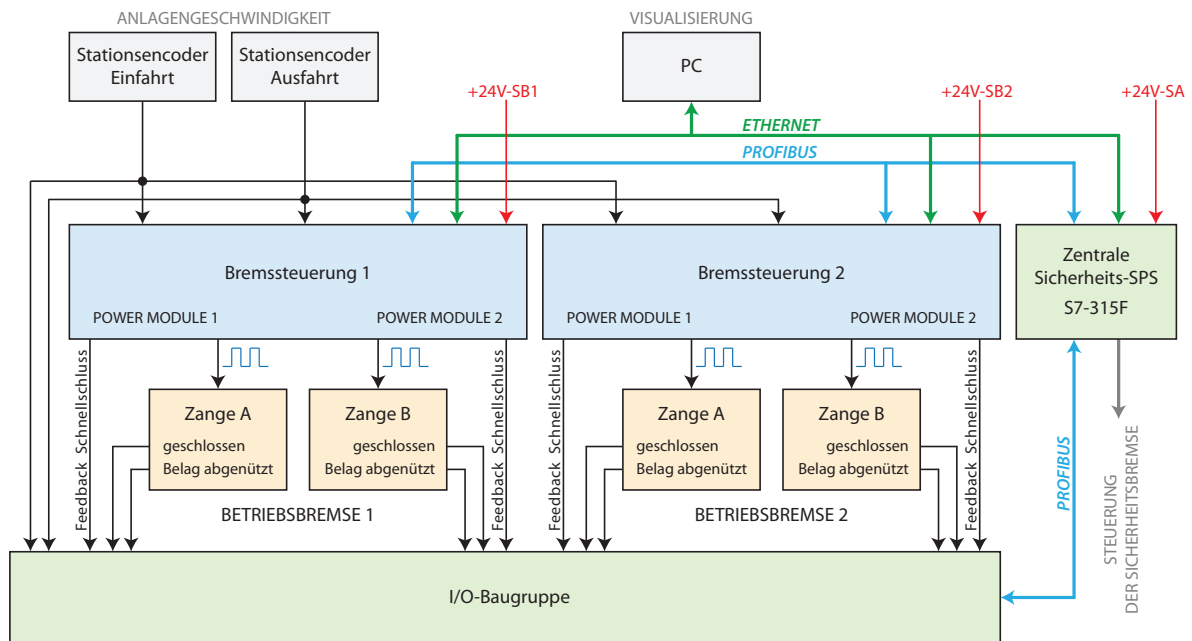 ANLAGENGESCHWINDIGKEIT
VISUALISIERUNG
Stationsencoder
Einfahrt
Stationsencoder
Ausfahrt
PC
+24V-SB1
+24V-SB2
+24V-SA
ETHERNET
PROFIBUS
Bremssteuerung 1
POWER MODULE 1
POWER MODULE 2
Bremssteuerung 2
POWER MODULE 1
POWER MODULE 2
Zentrale
Sicherheits-SPS
S7-315F
Feedback Schnellschluss
Zange A
geschlossen
Belag abgenützt
Zange B
geschlossen
Belag abgenützt
Feedback Schnellschluss
BETRIEBSBREMSE 1
Feedback Schnellschluss
Zange A
geschlossen
Belag abgenützt
Zange B
geschlossen
Belag abgenützt
Feedback Schnellschluss
BETRIEBSBREMSE 2
PROFIBUS
STEUERUNG
DER SICHERHEITSBREMSE
I/O-Baugruppe